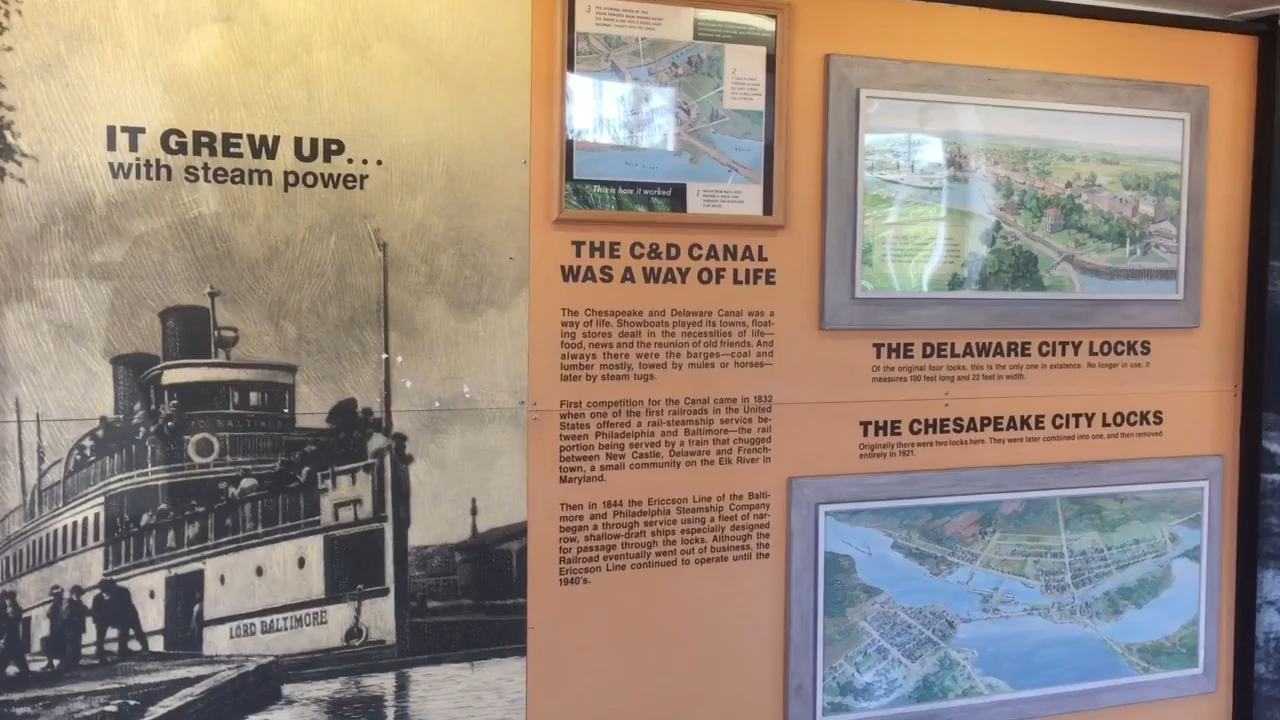 IT GREW UP...
with steam power
LORD BALTIMORE
3
2
This is how it worked
1
THE C&D CANAL
WAS A WAY OF LIFE
The Chesapeake and Delaware Canal was a
way of life. Showboats played its towns, float-
ing stores dealt in the necessities of life—
food, news and the reunion of old friends. And
always there were the barges—coal and
lumber mostly, towed by mules or horses—
later by steam tugs.
First competition for the Canal came in 1832
when one of the first railroads in the United
States offered a rail-steamship service be-
tween Philadelphia and Baltimore—the rail
portion being served by a train that chugged
between New Castle, Delaware and French-
town, a small community on the Elk River in
Maryland.
Then in 1844 the Ericcson Line of the Balti-
more and Philadelphia Steamship Company
began a through service using a fleet of nar-
row, shallow-draft ships especially designed
for passage through the locks. Although the
Railroad eventually went out of business, the
Ericcson Line continued to operate until the
1940's.
THE DELAWARE CITY LOCKS
Of the original four locks, this is the only one in existence. No longer in use, it
measures 100 feet long and 22 feet in width.
THE CHESAPEAKE CITY LOCKS
Originally there were two locks here. They were later combined into one, and then removed
entirely in 1921.